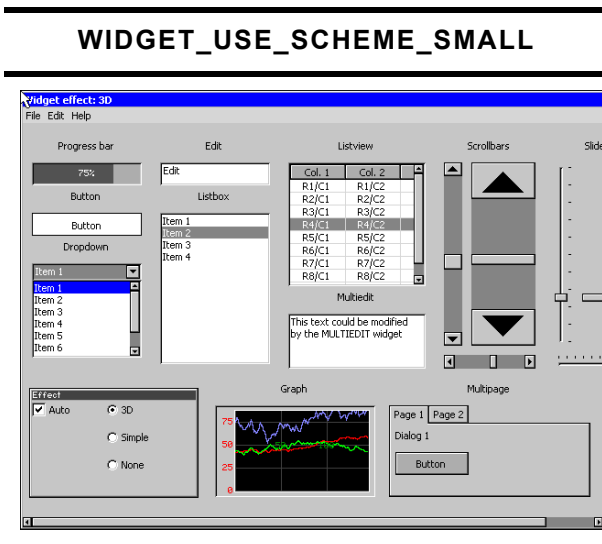 WIDGET_USE_SCHEME_SMALL
Widget effect: 3D
File Edit Help
Progress bar
Edit
Listview
Scrollbars
Slide
75%
Edit
Col. 1 Col. 2
R1/C1 R1/C2
R2/C1 R2/C2
R3/C1 R3/C2
R4/C1 R4/C2
R5/C1 R5/C2
R6/C1 R6/C2
R7/C1 R7/C2
R8/C1 R8/C2
Button
Listbox
Button
Item 1
Item 2
Item 3
Item 4
Dropdown
Item 1
Item 1
Item 2
Item 3
Item 4
Item 5
Item 6
Multiedit
This text could be modified
by the MULTIEDIT widget
Effect
Auto
3D
Simple
None
Graph
75
50
25
0
Multipage
Page 1 Page 2
Dialog 1
Button